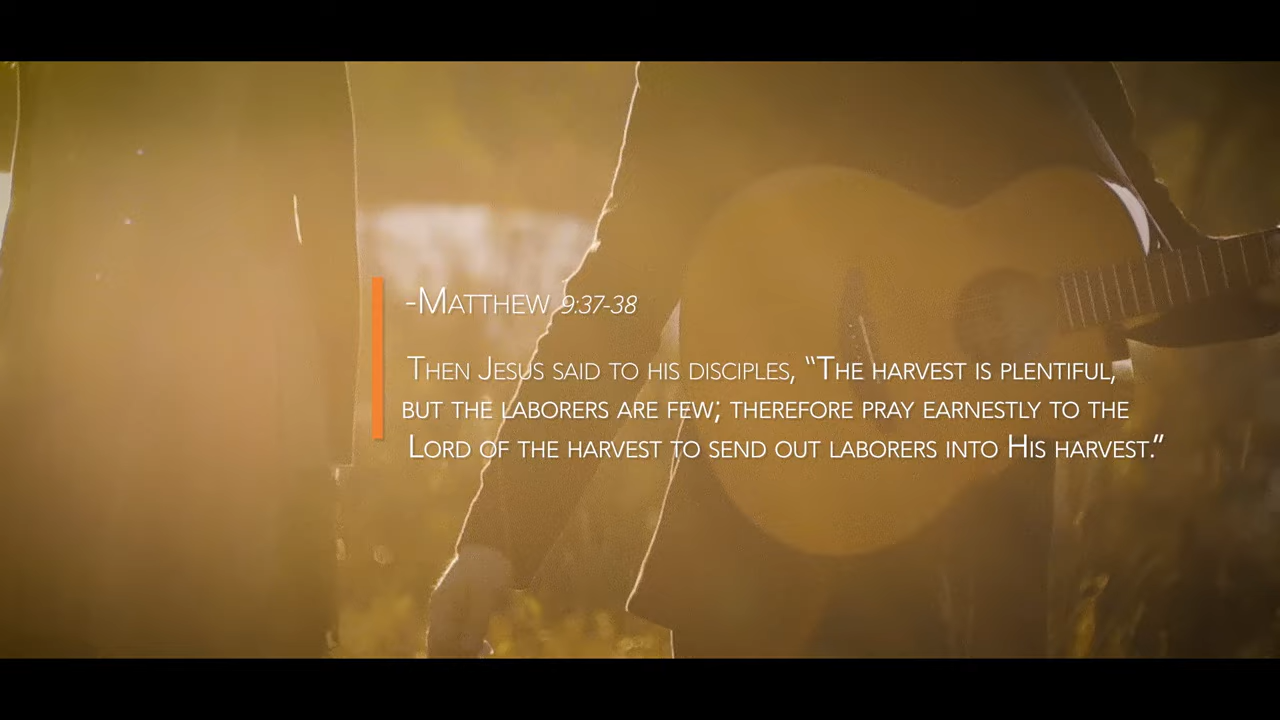 -Matthew 9:37-38
Then Jesus said to his disciples, “The harvest is plentiful,
but the laborers are few; therefore pray earnestly to the
Lord of the harvest to send out laborers into His harvest.”